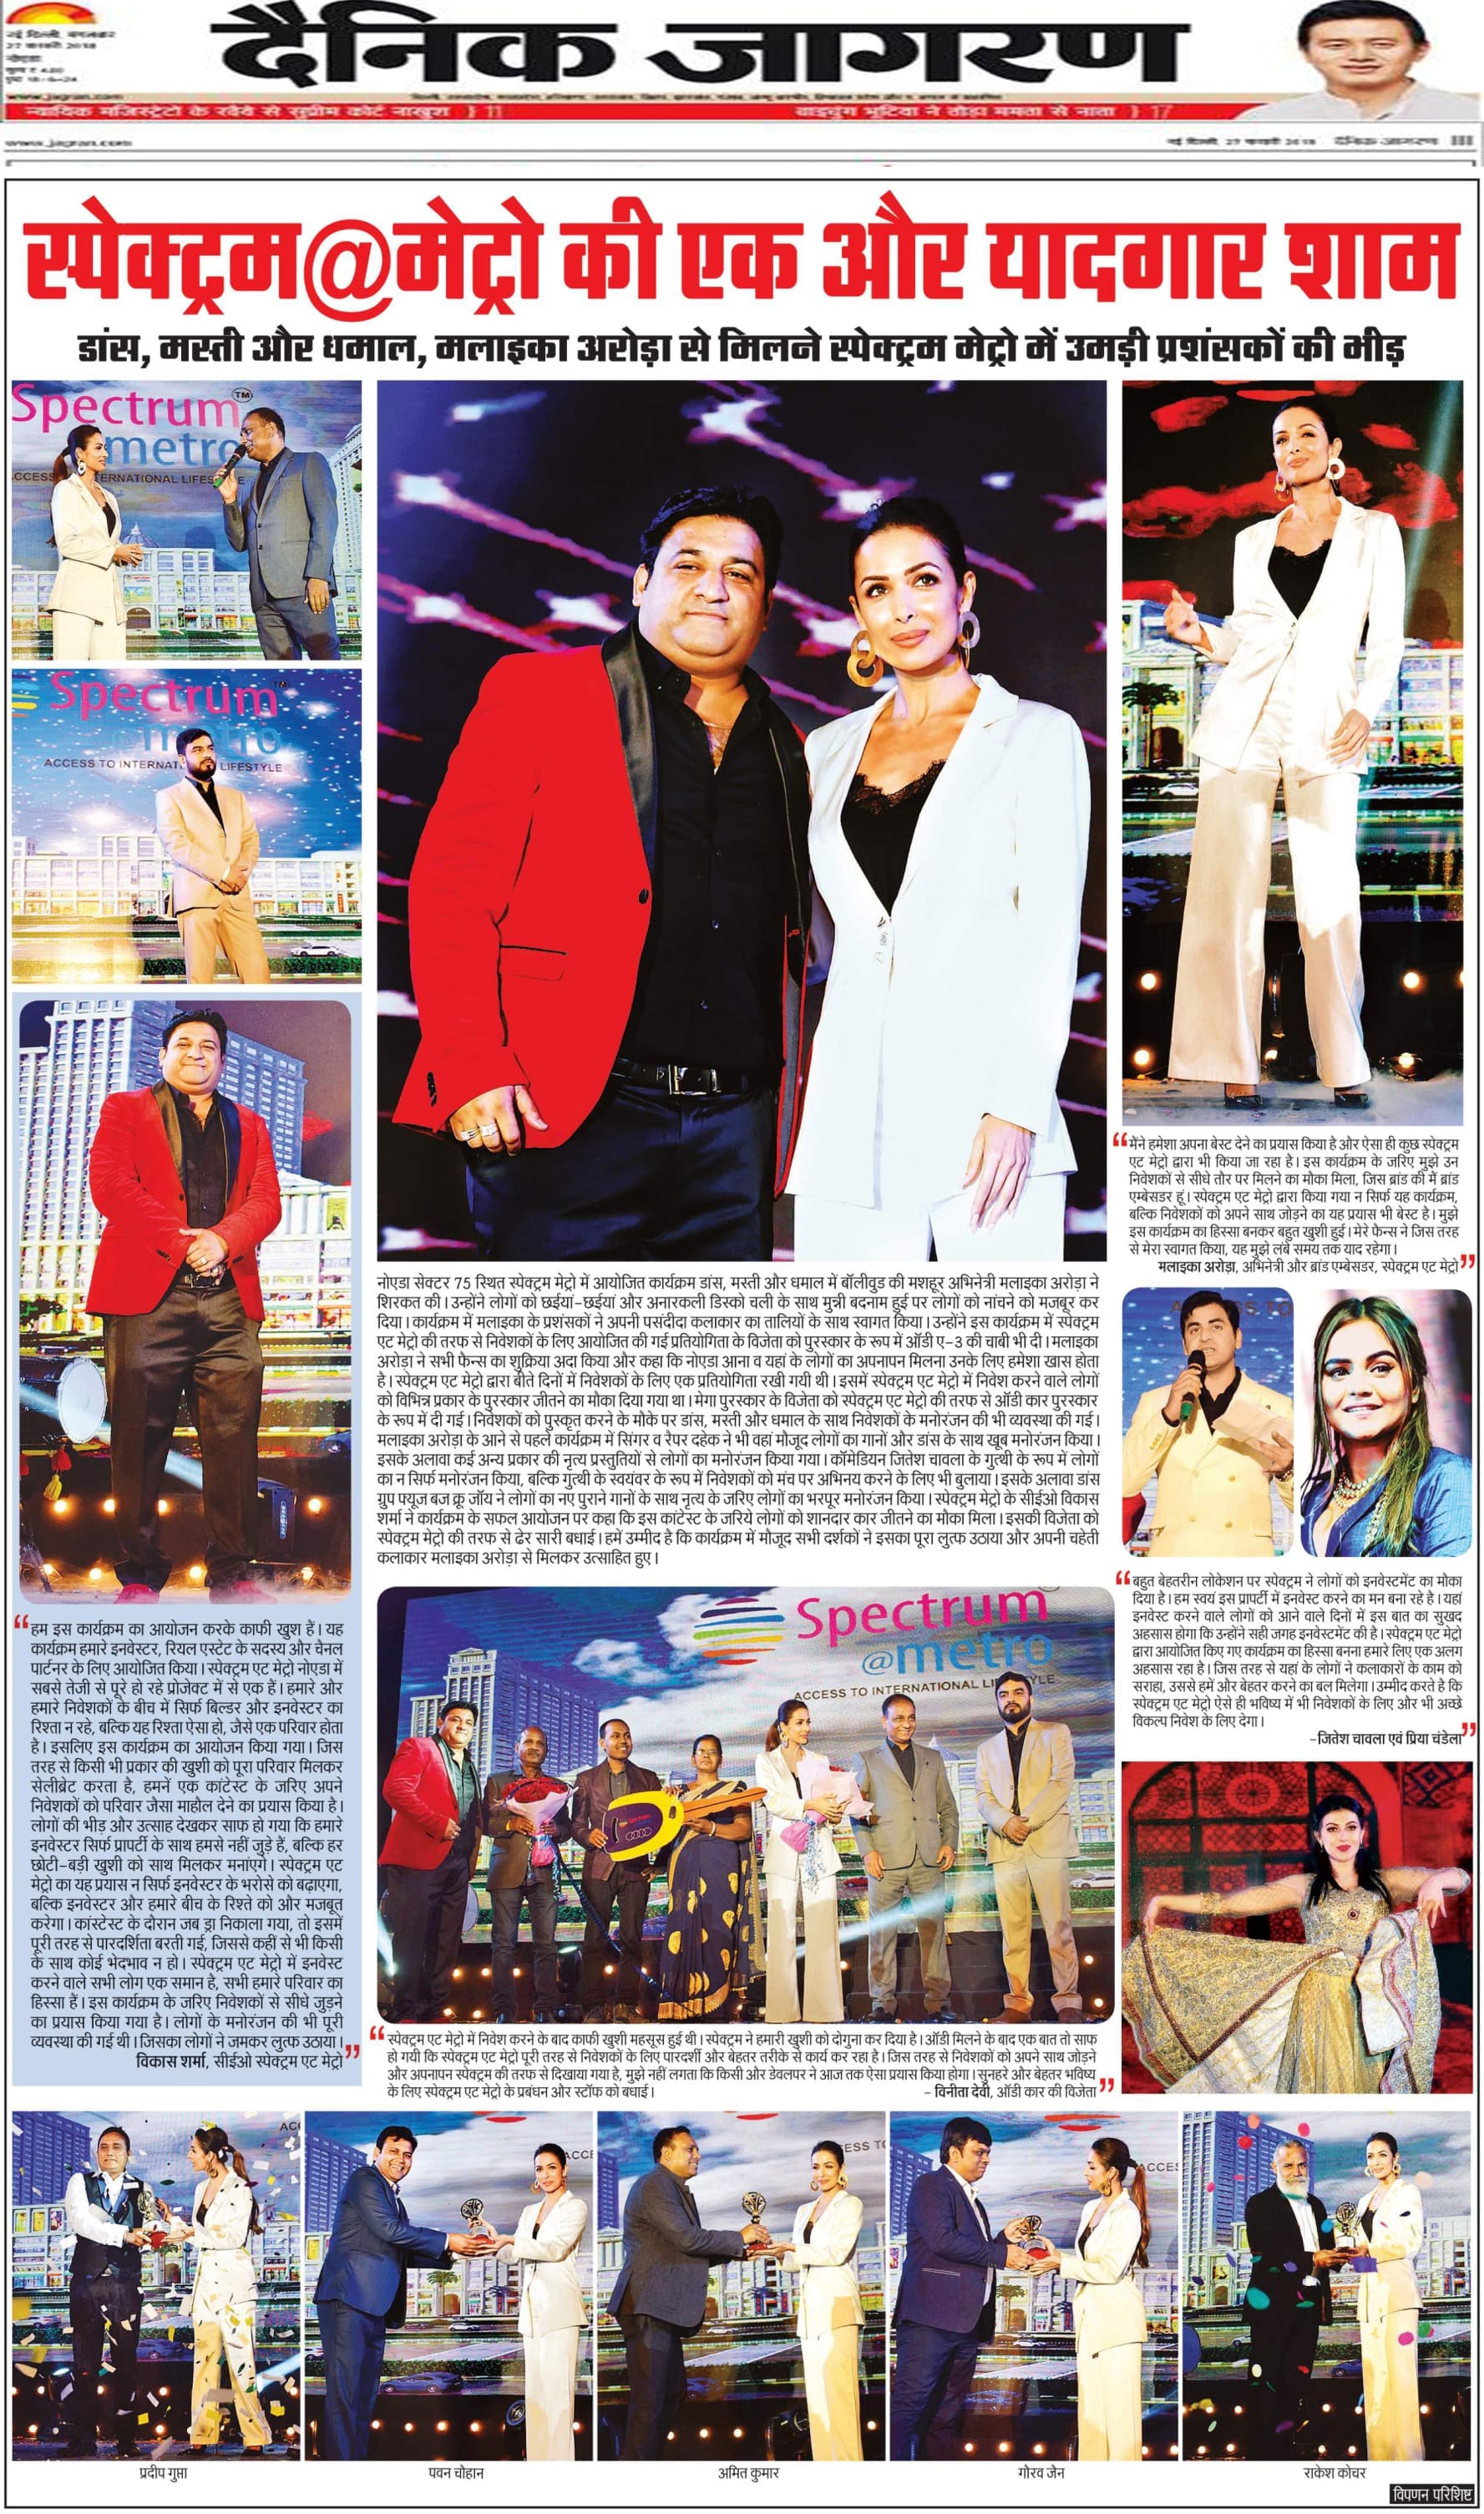 दैनिक जागरण
न्यायिक मजिस्ट्रेटों के रवैये से सुप्रीम कोर्ट नाखुश } 11
वाइचुंग भूटिया ने तोड़ा ममता से नाता } 17
www.jagran.com
नई दिल्ली, 27 फरवरी 2018 दैनिक जागरण III
स्पेक्ट्रम@मेट्रो की एक और यादगार शाम
डांस, मस्ती और धमाल, मलाइका अरोड़ा से मिलने स्पेक्ट्रम मेट्रो में उमड़ी प्रशंसकों की भीड़
Spectrum TM
metro
Spectrum
ACCESS TO INTERNAT LIFESTYLE
“हम इस कार्यक्रम का आयोजन करके काफी खुश हैं। यह
कार्यक्रम हमारे इनवेस्टर, रियल एस्टेट के सदस्य और चैनल
पार्टनर के लिए आयोजित किया। स्पेक्ट्रम एट मेट्रो नोएडा में
सबसे तेजी से पूरे हो रहे प्रोजेक्ट में से एक हैं। हमारे और
हमारे निवेशकों के बीच में सिर्फ बिल्डर और इनवेस्टर का
रिश्ता न रहे, बल्कि यह रिश्ता ऐसा हो, जैसे एक परिवार होता
है। इसलिए इस कार्यक्रम का आयोजन किया गया। जिस
तरह से किसी भी प्रकार की खुशी को पूरा परिवार मिलकर
सेलीब्रेट करता है, हमनें एक कांटेस्ट के जरिए अपने
निवेशकों को परिवार जैसा माहौल देने का प्रयास किया है।
लोगों की भीड़ और उत्साह देखकर साफ हो गया कि हमारे
इनवेस्टर सिर्फ प्रापर्टी के साथ हमसे नहीं जुड़े हैं, बल्कि हर
छोटी-बड़ी खुशी को साथ मिलकर मनाएंगे। स्पेक्ट्रम एट
मेट्रो का यह प्रयास न सिर्फ इनवेस्टर के भरोसे को बढ़ाएगा,
बल्कि इनवेस्टर और हमारे बीच के रिश्ते को और मजबूत
करेगा। कांस्टेस्ट के दौरान जब ड्रा निकाला गया, तो इसमें
पूरी तरह से पारदर्शिता बरती गई, जिससे कहीं से भी किसी
के साथ कोई भेदभाव न हो। स्पेक्ट्रम एट मेट्रो में इनवेस्ट
करने वाले सभी लोग एक समान है, सभी हमारे परिवार का
हिस्सा हैं। इस कार्यक्रम के जरिए निवेशकों से सीधे जुड़ने
का प्रयास किया गया है। लोगों के मनोरंजन की भी पूरी
व्यवस्था की गई थी। जिसका लोगों ने जमकर लुत्फ उठाया।
विकास शर्मा, सीईओ स्पेक्ट्रम एट मेट्रो”
नोएडा सेक्टर 75 स्थित स्पेक्ट्रम मेट्रो में आयोजित कार्यक्रम डांस, मस्ती और धमाल में बॉलीवुड की मशहूर अभिनेत्री मलाइका अरोड़ा ने
शिरकत की। उन्होंने लोगों को छईयां-छईयां और अनारकली डिस्को चली के साथ मुन्नी बदनाम हुई पर लोगों को नांचने को मजबूर कर
दिया। कार्यक्रम में मलाइका के प्रशंसकों ने अपनी पसंदीदा कलाकार का तालियों के साथ स्वागत किया। उन्होंने इस कार्यक्रम में स्पेक्ट्रम
एट मेट्रो की तरफ से निवेशकों के लिए आयोजित की गई प्रतियोगिता के विजेता को पुरस्कार के रूप में ऑडी ए-3 की चाबी भी दी। मलाइका
अरोड़ा ने सभी फैन्स का शुक्रिया अदा किया और कहा कि नोएडा आना व यहां के लोगों का अपनापन मिलना उनके लिए हमेशा खास होता
है। स्पेक्ट्रम एट मेट्रो द्वारा बीते दिनों में निवेशकों के लिए एक प्रतियोगिता रखी गयी थी। इसमें स्पेक्ट्रम एट मेट्रो में निवेश करने वाले लोगों
को विभिन्न प्रकार के पुरस्कार जीतने का मौका दिया गया था। मेगा पुरस्कार के विजेता को स्पेक्ट्रम एट मेट्रो की तरफ से ऑडी कार पुरस्कार
के रूप में दी गई। निवेशकों को पुरस्कृत करने के मौके पर डांस, मस्ती और धमाल के साथ निवेशकों के मनोरंजन की भी व्यवस्था की गई।
मलाइका अरोड़ा के आने से पहले कार्यक्रम में सिंगर व रैपर दहेक ने भी वहां मौजूद लोगों का गानों और डांस के साथ खूब मनोरंजन किया।
इसके अलावा कई अन्य प्रकार की नृत्य प्रस्तुतियों से लोगों का मनोरंजन किया गया। कॉमेडियन जितेश चावला के गुत्थी के रूप में लोगों
का न सिर्फ मनोरंजन किया, बल्कि गुत्थी के स्वयंवर के रूप में निवेशकों को मंच पर अभिनय करने के लिए भी बुलाया। इसके अलावा डांस
ग्रुप फ्यूज बज क्रू जॉय ने लोगों का नए पुराने गानों के साथ नृत्य के जरिए लोगों का भरपूर मनोरंजन किया। स्पेक्ट्रम मेट्रो के सीईओ विकास
शर्मा ने कार्यक्रम के सफल आयोजन पर कहा कि इस कांटेस्ट के जरिये लोगों को शानदार कार जीतने का मौका मिला। इसकी विजेता को
स्पेक्ट्रम मेट्रो की तरफ से ढेर सारी बधाई। हमें उम्मीद है कि कार्यक्रम में मौजूद सभी दर्शकों ने इसका पूरा लुत्फ उठाया और अपनी चहेती
कलाकार मलाइका अरोड़ा से मिलकर उत्साहित हुए।
Spectrum
@metro
ACCESS TO INTERNATIONAL LI YLE
“स्पेक्ट्रम एट मेट्रो में निवेश करने के बाद काफी खुशी महसूस हुई थी। स्पेक्ट्रम ने हमारी खुशी को दोगुना कर दिया है। ऑडी मिलने के बाद एक बात तो साफ
हो गयी कि स्पेक्ट्रम एट मेट्रो पूरी तरह से निवेशकों के लिए पारदर्शी और बेहतर तरीके से कार्य कर रहा है। जिस तरह से निवेशकों को अपने साथ जोड़ने
और अपनापन स्पेक्ट्रम की तरफ से दिखाया गया है, मुझे नहीं लगता कि किसी और डेवलपर ने आज तक ऐसा प्रयास किया होगा। सुनहरे और बेहतर भविष्य
के लिए स्पेक्ट्रम एट मेट्रो के प्रबंधन और स्टॉफ को बधाई।
- विनीता देवी, ऑडी कार की विजेता”
“मैंने हमेशा अपना बेस्ट देने का प्रयास किया है और ऐसा ही कुछ स्पेक्ट्रम
एट मेट्रो द्वारा भी किया जा रहा है। इस कार्यक्रम के जरिए मुझे उन
निवेशकों से सीधे तौर पर मिलने का मौका मिला, जिस ब्रांड की में ब्रांड
एम्बेसडर हूं। स्पेक्ट्रम एट मेट्रो द्वारा किया गया न सिर्फ यह कार्यक्रम,
बल्कि निवेशकों को अपने साथ जोड़ने का यह प्रयास भी बेस्ट है। मुझे
इस कार्यक्रम का हिस्सा बनकर बहुत खुशी हुई। मेरे फैन्स ने जिस तरह
से मेरा स्वागत किया, यह मुझे लंबे समय तक याद रहेगा।
मलाइका अरोड़ा, अभिनेत्री और ब्रांड एम्बेसडर, स्पेक्ट्रम एट मेट्रो”
“बहुत बेहतरीन लोकेशन पर स्पेक्ट्रम ने लोगों को इनवेस्टमेंट का मौका
दिया है। हम स्वयं इस प्रापर्टी में इनवेस्ट करने का मन बना रहे है। यहां
इनवेस्ट करने वाले लोगों को आने वाले दिनों में इस बात का सुखद
अहसास होगा कि उन्होंने सही जगह इनवेस्टमेंट की है। स्पेक्ट्रम एट मेट्रो
द्वारा आयोजित किए गए कार्यक्रम का हिस्सा बनना हमारे लिए एक अलग
अहसास रहा है। जिस तरह से यहां के लोगों ने कलाकारों के काम को
सराहा, उससे हमें और बेहतर करने का बल मिलेगा। उम्मीद करते है कि
स्पेक्ट्रम एट मेट्रो ऐसे ही भविष्य में भी निवेशकों के लिए और भी अच्छे
विकल्प निवेश के लिए देगा।
-जितेश चावला एवं प्रिया चंडेला”
प्रदीप गुप्ता
पवन चौहान
अमित कुमार
गौरव जैन
राकेश कोचर
विपणन परिशिष्ट